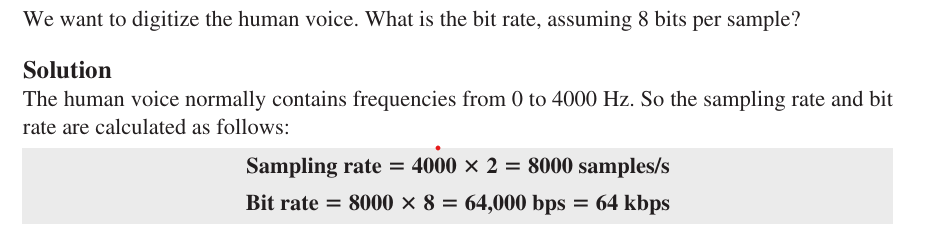 We want to digitize the human voice. What is the bit rate, assuming 8 bits per sample?
Solution
The human voice normally contains frequencies from 0 to 4000 Hz. So the sampling rate and bit
rate are calculated as follows:
Sampling rate = 4000 × 2 = 8000 samples/s
Bit rate = 8000 × 8 = 64,000 bps = 64 kbps